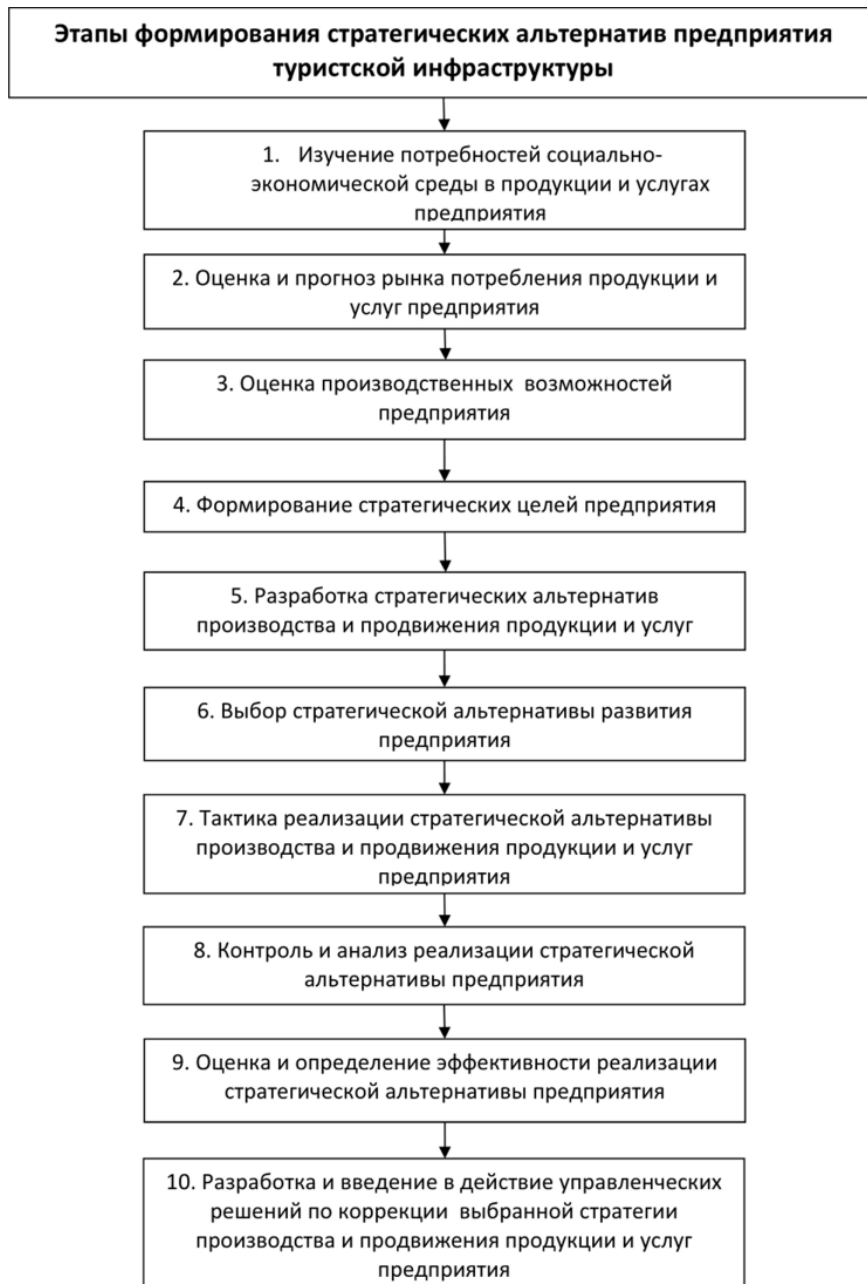 Этапы формирования стратегических альтернатив предприятия
туристской инфраструктуры
1. Изучение потребностей социально-
экономической среды в продукции и услугах
предприятия
2. Оценка и прогноз рынка потребления продукции и
услуг предприятия
3. Оценка производственных возможностей
предприятия
4. Формирование стратегических целей предприятия
5. Разработка стратегических альтернатив
производства и продвижения продукции и услуг
6. Выбор стратегической альтернативы развития
предприятия
7. Тактика реализации стратегической альтернативы
производства и продвижения продукции и услуг
предприятия
8. Контроль и анализ реализации стратегической
альтернативы предприятия
9. Оценка и определение эффективности реализации
стратегической альтернативы предприятия
10. Разработка и введение в действие управленческих
решений по коррекции выбранной стратегии
производства и продвижения продукции и услуг
предприятия